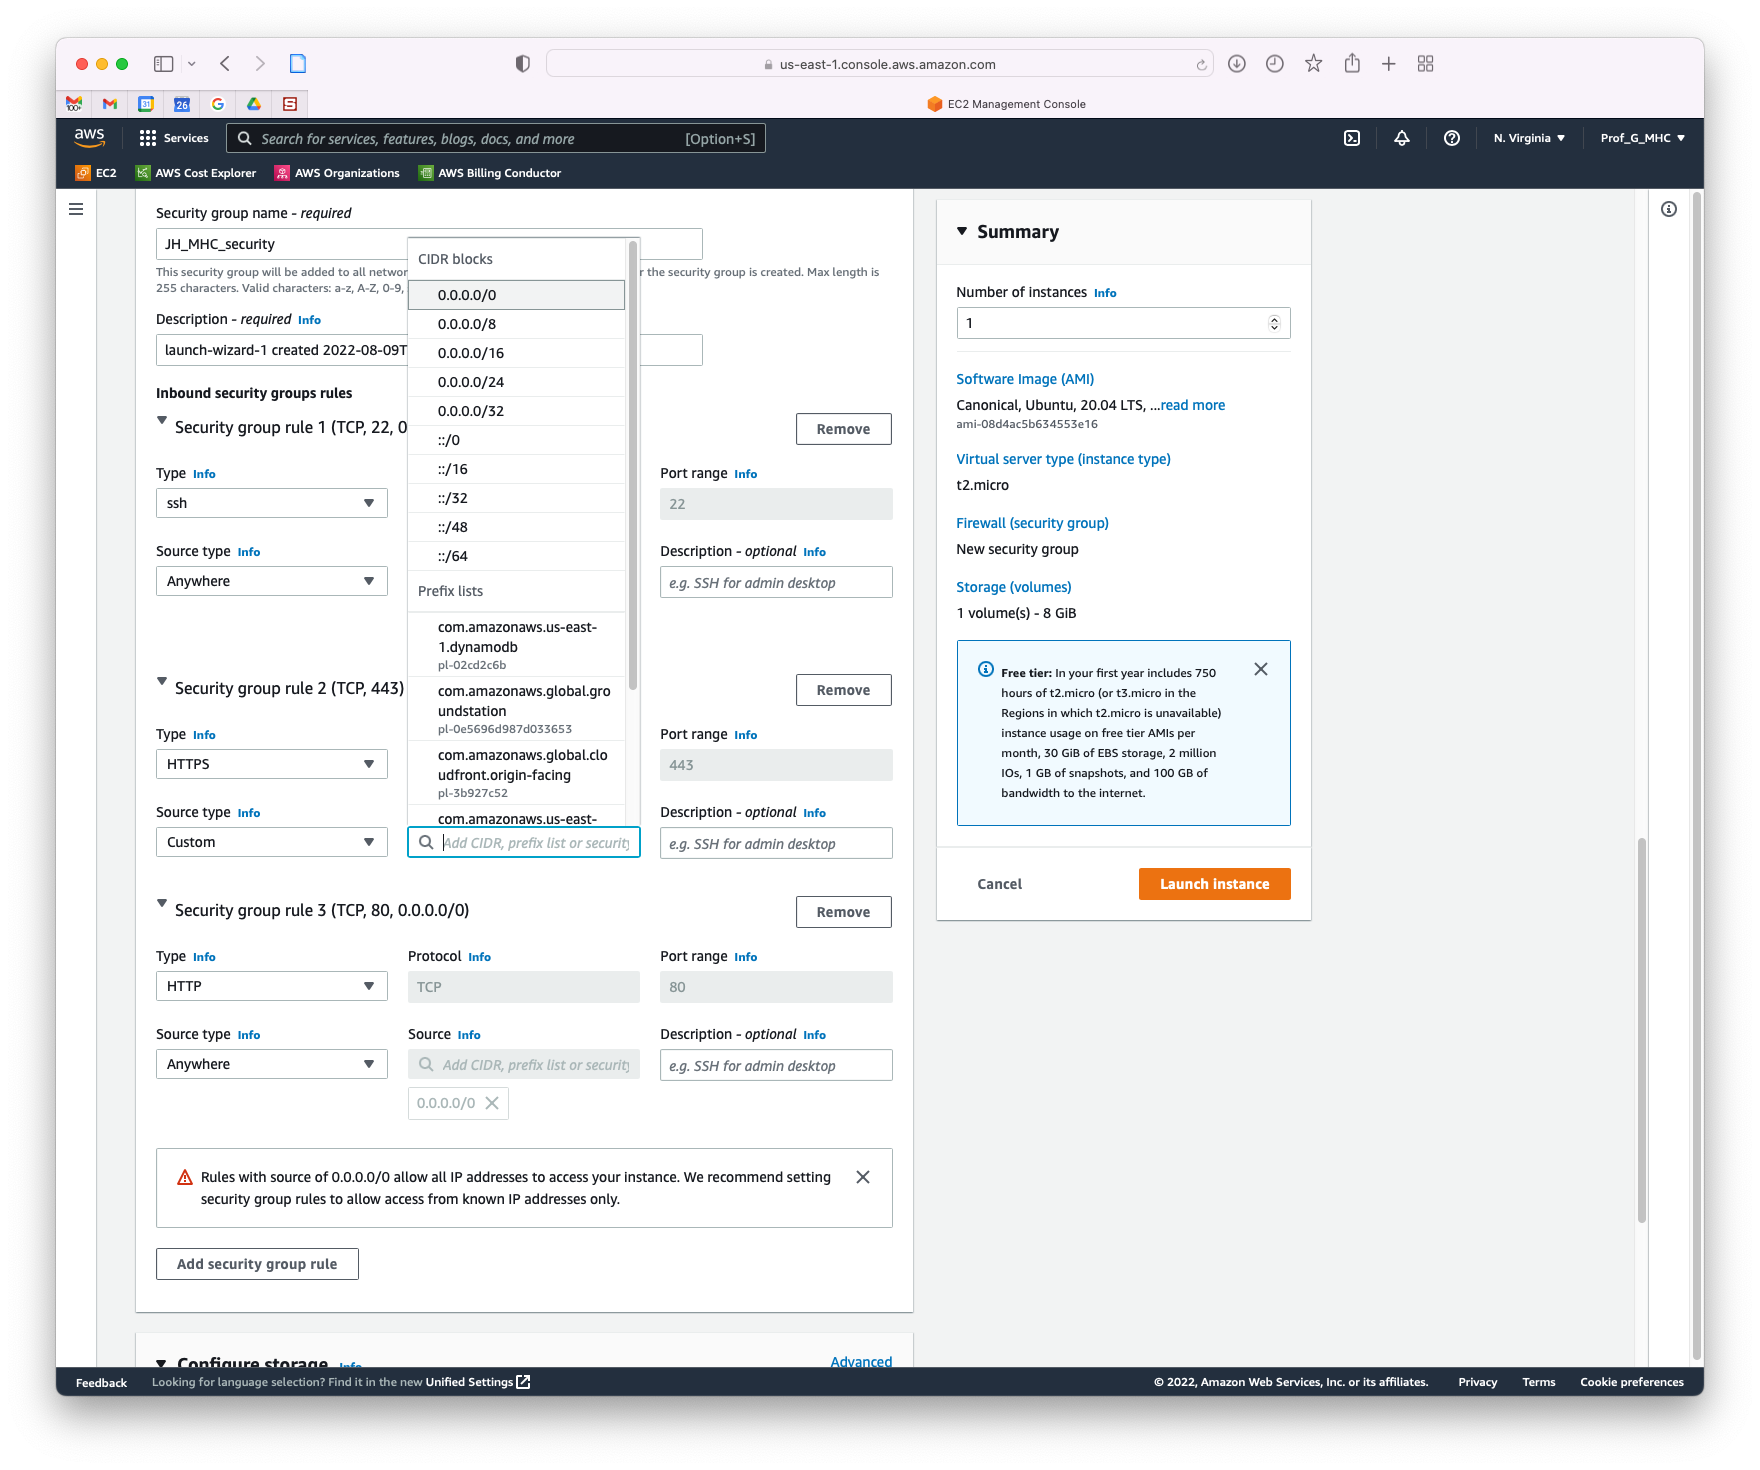 us-east-1.console.aws.amazon.com
EC2 Management Console
aws
Services
Search for services, features, blogs, docs, and more
[Option+S]
N. Virginia
Prof_G_MHC
EC2
AWS Cost Explorer
AWS Organizations
AWS Billing Conductor
Security group name - required
JH_MHC_security
This security group will be added to all networ
r the security group is created. Max length is
255 characters. Valid characters: a-z, A-Z, 0-9,
Description - required Info
launch-wizard-1 created 2022-08-09T
Inbound security groups rules
Security group rule 1 (TCP, 22, 0
Remove
Type Info
Port range Info
ssh
22
Source type Info
Description - optional Info
Anywhere
e.g. SSH for admin desktop
CIDR blocks
0.0.0.0/0
0.0.0.0/8
0.0.0.0/16
0.0.0.0/24
0.0.0.0/32
::/0
::/16
::/32
::/48
::/64
Prefix lists
com.amazonaws.us-east-
1.dynamodb
pl-02cd2c6b
com.amazonaws.global.gro
undstation
pl-0e5696d987d033653
com.amazonaws.global.clo
udfront.origin-facing
pl-3b927c52
com.amazonaws.us-east-
Security group rule 2 (TCP, 443)
Remove
Type Info
Port range Info
HTTPS
443
Source type Info
Description - optional Info
Custom
Add CIDR, prefix list or security
e.g. SSH for admin desktop
Security group rule 3 (TCP, 80, 0.0.0.0/0)
Remove
Type Info
Protocol Info
Port range Info
HTTP
TCP
80
Source type Info
Source Info
Description - optional Info
Anywhere
Add CIDR, prefix list or security
e.g. SSH for admin desktop
0.0.0.0/0
Rules with source of 0.0.0.0/0 allow all IP addresses to access your instance. We recommend setting
security group rules to allow access from known IP addresses only.
Add security group rule
Configure storage Info
Advanced
Summary
Number of instances Info
1
Software Image (AMI)
Canonical, Ubuntu, 20.04 LTS, ...read more
ami-08d4ac5b634553e16
Virtual server type (instance type)
t2.micro
Firewall (security group)
New security group
Storage (volumes)
1 volume(s) - 8 GiB
Free tier: In your first year includes 750
hours of t2.micro (or t3.micro in the
Regions in which t2.micro is unavailable)
instance usage on free tier AMIs per
month, 30 GiB of EBS storage, 2 million
IOs, 1 GB of snapshots, and 100 GB of
bandwidth to the internet.
Cancel
Launch instance
Feedback
Looking for language selection? Find it in the new Unified Settings
© 2022, Amazon Web Services, Inc. or its affiliates.
Privacy
Terms
Cookie preferences